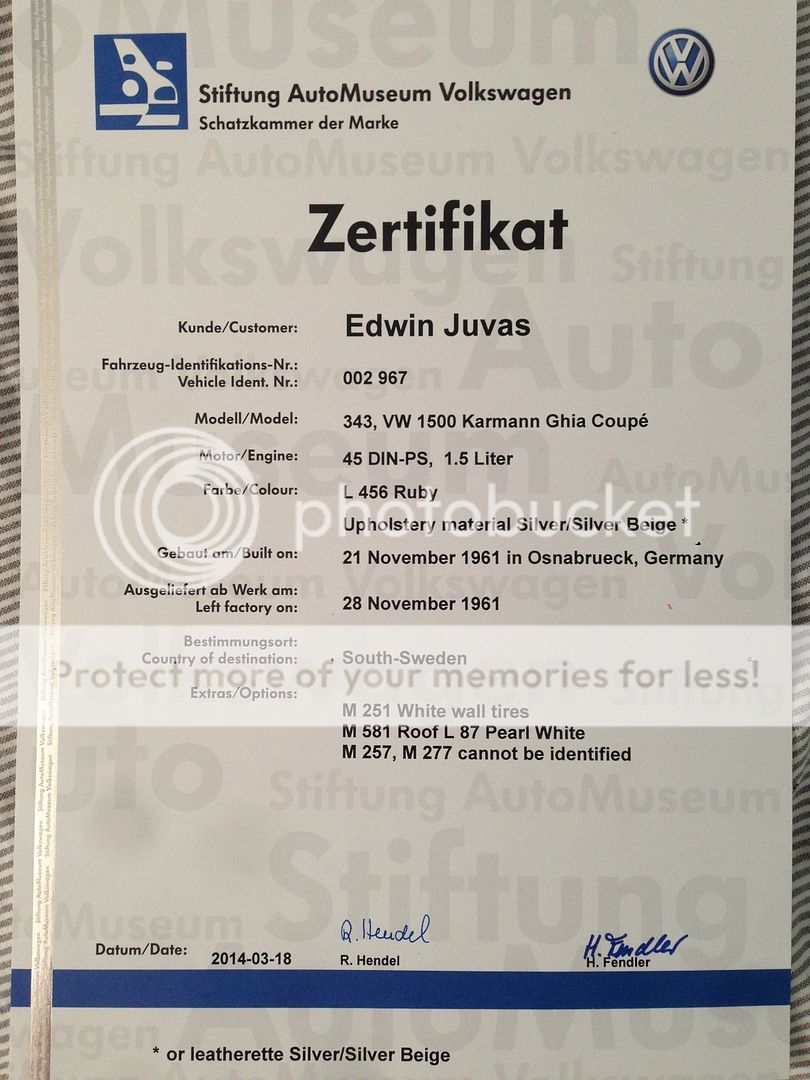 Stiftung AutoMuseum Volkswagen
Schatzkammer der Marke
Zertifikat
Kunde/Customer: Edwin Juvas
Fahrzeug-Identifikations-Nr.:
Vehicle Ident. Nr.: 002 967
Modell/Model: 343, VW 1500 Karmann Ghia Coupé
Motor/Engine: 45 DIN-PS, 1.5 Liter
Farbe/Colour: L 456 Ruby
photobucket
Upholstery material Silver/Silver Beige *
Gebaut am/Built on: 21 November 1961 in Osnabrueck, Germany
Ausgeliefert ab Werk am:
Left factory on: 28 November 1961
Bestimmungsort:
Country of destination: South-Sweden
Protect more of your memories for less!
Extras/Options:
M 251 White wall tires
M 581 Roof L 87 Pearl White
M 257, M 277 cannot be identified
R. Hendel H. Fendler
Datum/Date: 2014-03-18 R. Hendel H. Fendler
* or leatherette Silver/Silver Beige